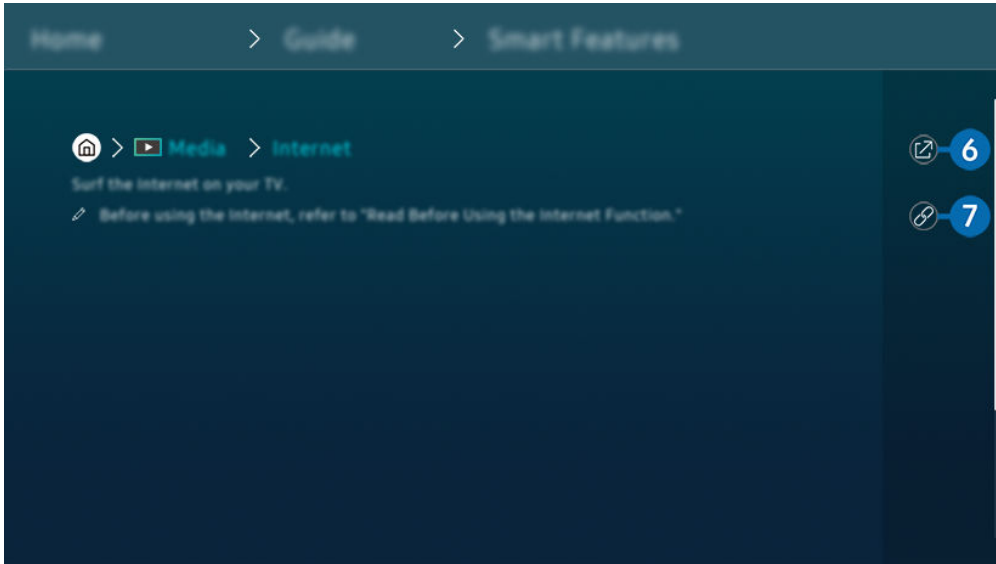 Home > Guide > Smart Features
> Media > Internet
Surf the Internet on your TV.
Before using the Internet, refer to "Read Before Using the Internet Function."
6
7